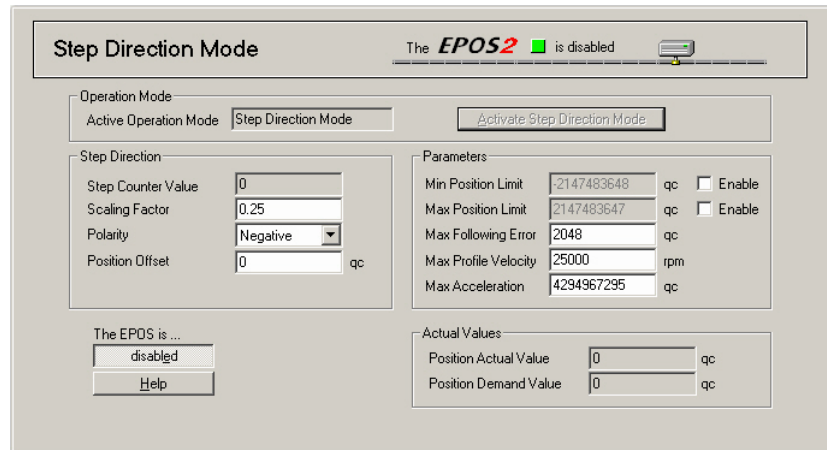 Step Direction Mode
The EPOS2 is disabled
Operation Mode
Active Operation Mode Step Direction Mode Activate Step Direction Mode
Step Direction
Step Counter Value 0
Scaling Factor 0.25
Polarity Negative
Position Offset 0 qc
Parameters
Min Position Limit -2147483648 qc Enable
Max Position Limit 2147483647 qc Enable
Max Following Error 2048 qc
Max Profile Velocity 25000 rpm
Max Acceleration 4294967295 qc
The EPOS is ...
disabled
Help
Actual Values
Position Actual Value 0 qc
Position Demand Value 0 qc